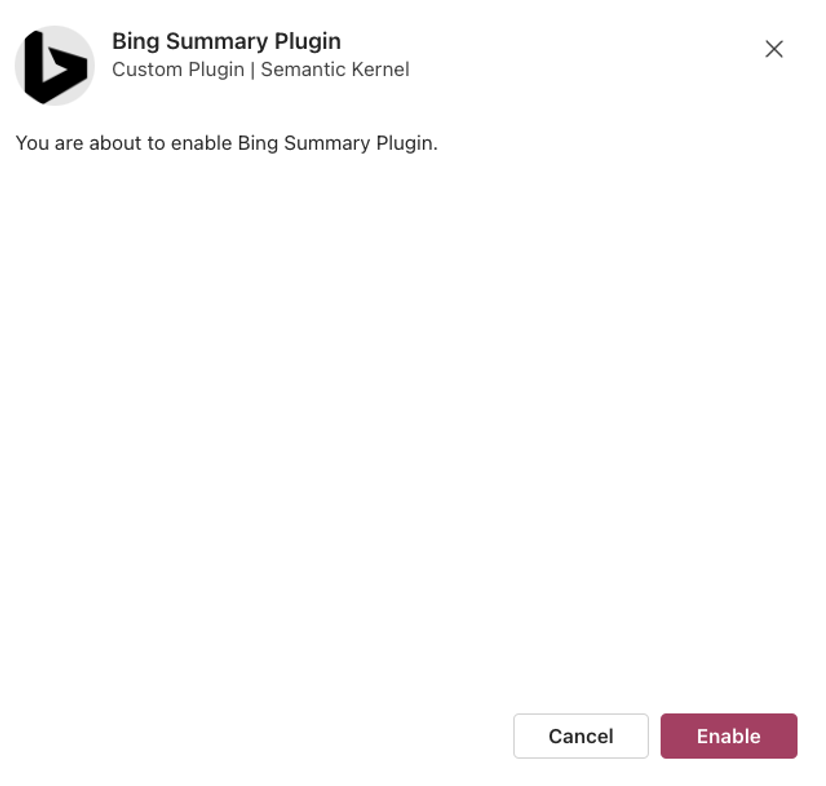 Bing Summary Plugin
Custom Plugin | Semantic Kernel
You are about to enable Bing Summary Plugin.
Cancel
Enable